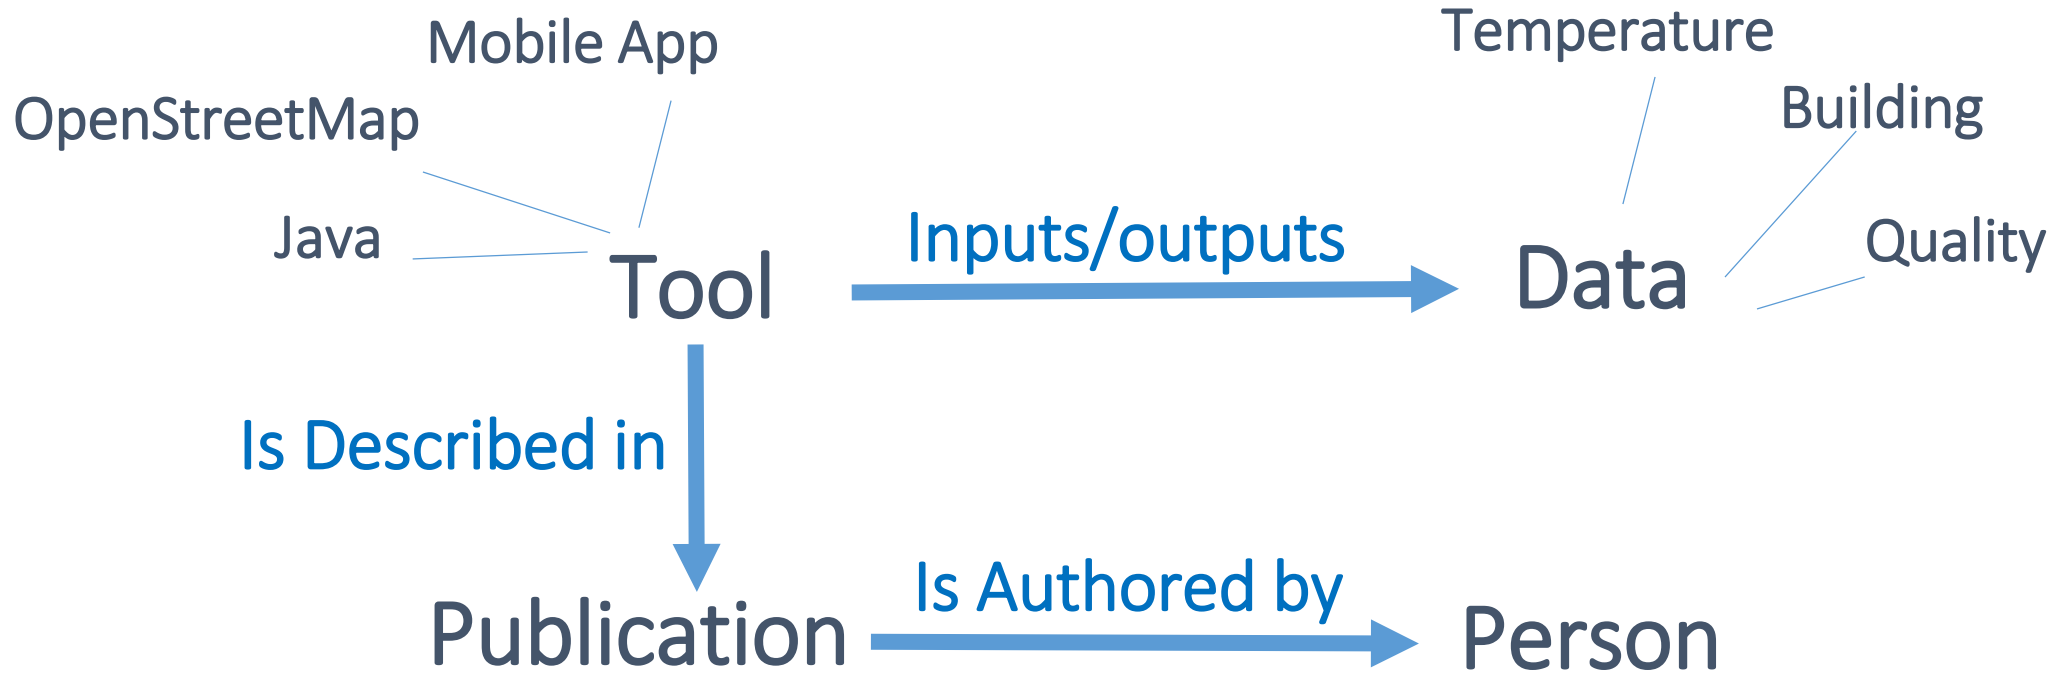 Mobile App
Temperature
OpenStreetMap
Building
Java
Inputs/outputs
Quality
Tool
Data
Is Described in
Is Authored by
Publication
Person